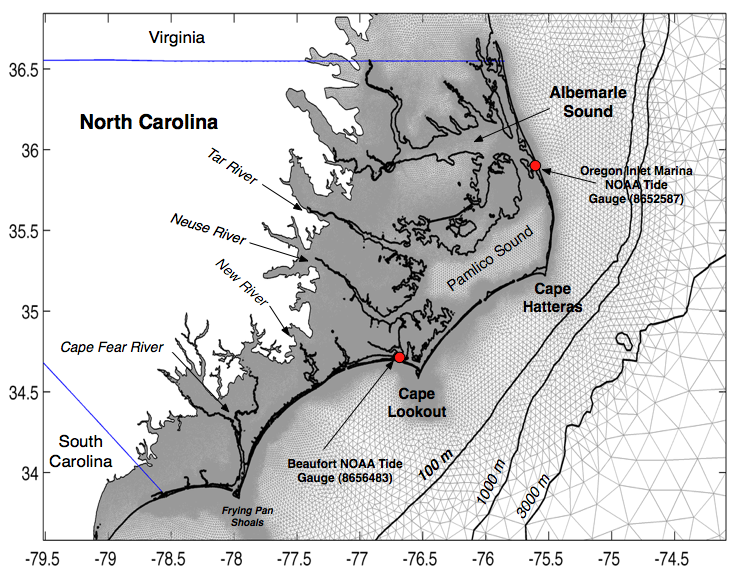 Virginia
36.5
Albemarle
Sound
North Carolina
36
Tar River
Oregon Inlet Marina
NOAA Tide
Gauge (8652587)
35.5
Neuse River
Pamlico Sound
New River
35
Cape
Hatteras
Cape Fear River
34.5
Cape
Lookout
South
Carolina
Beaufort NOAA Tide
Gauge (8656483)
100 m
1000 m
3000 m
34
Frying Pan
Shoals
-79.5 -79 -78.5 -78 -77.5 -77 -76.5 -76 -75.5 -75 -74.5